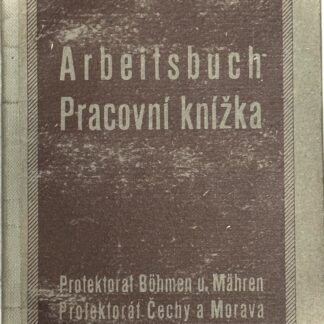 Arbeitsbuch
Pracovní knížka
Protektorat Böhmen u. Mähren
Protektorát Čechy a Morava